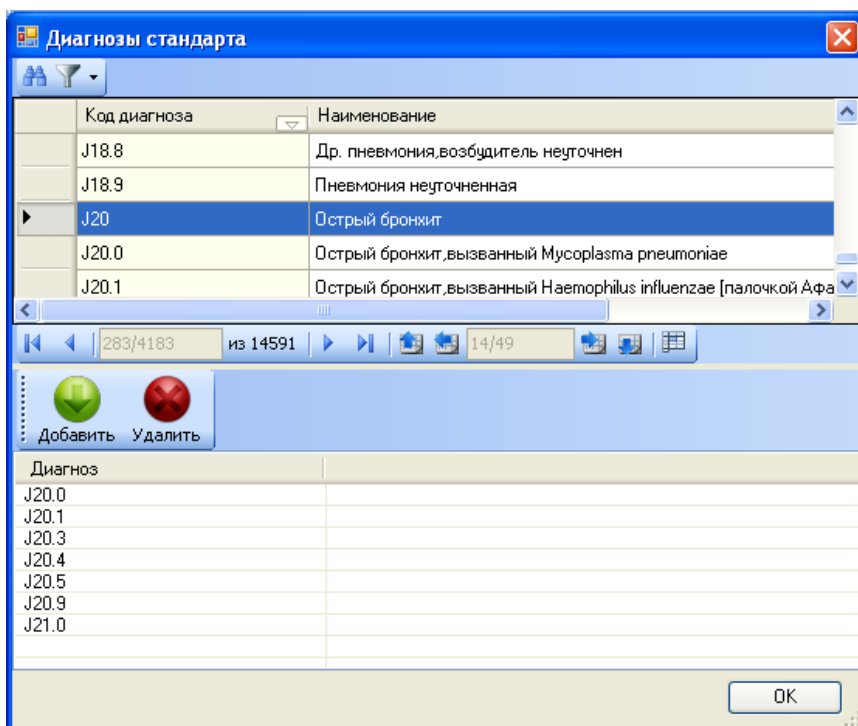 Диагнозы стандарта
Код диагноза Наименование
J18.8 Др. пневмония,возбудитель неуточнен
J18.9 Пневмония неуточненная
J20 Острый бронхит
J20.0 Острый бронхит,вызванный Mycoplasma pneumoniae
J20.1 Острый бронхит,вызванный Haemophilus influenzae [палочкой Афа
283/4183 из 14591 14/49
Добавить Удалить
Диагноз
J20.0
J20.1
J20.3
J20.4
J20.5
J20.9
J21.0
OK